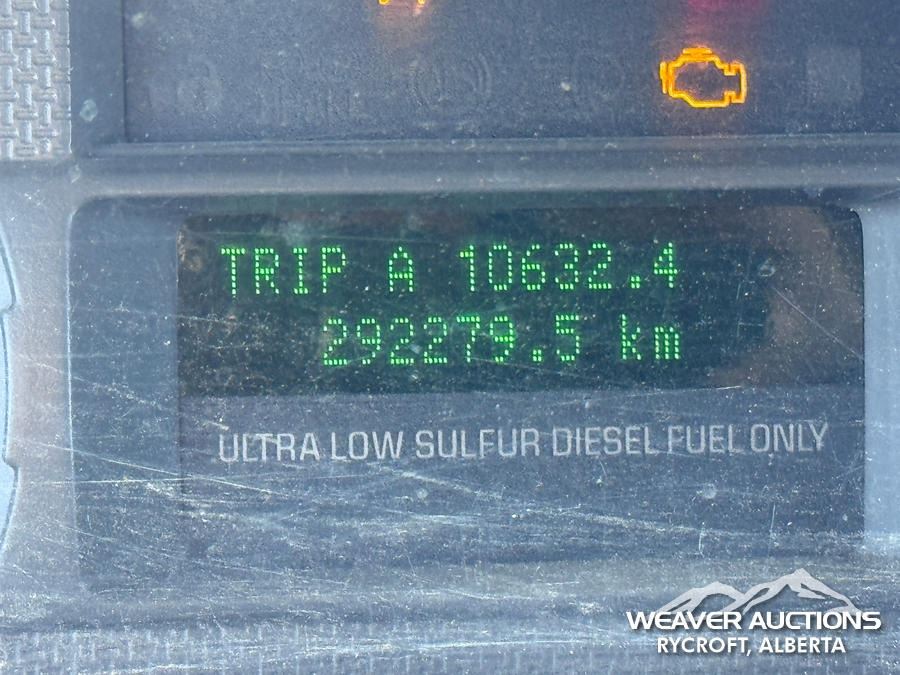 TRIP A 10632.4
292279.5 km
ULTRA LOW SULFUR DIESEL FUEL ONLY
WEAVER AUCTIONS
RYCROFT, ALBERTA